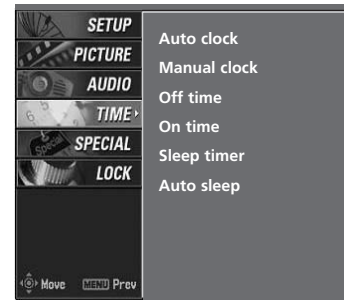 SETUP
PICTURE
AUDIO
TIME
SPECIAL
LOCK
Auto clock
Manual clock
Off time
On time
Sleep timer
Auto sleep
Move MENU Prev